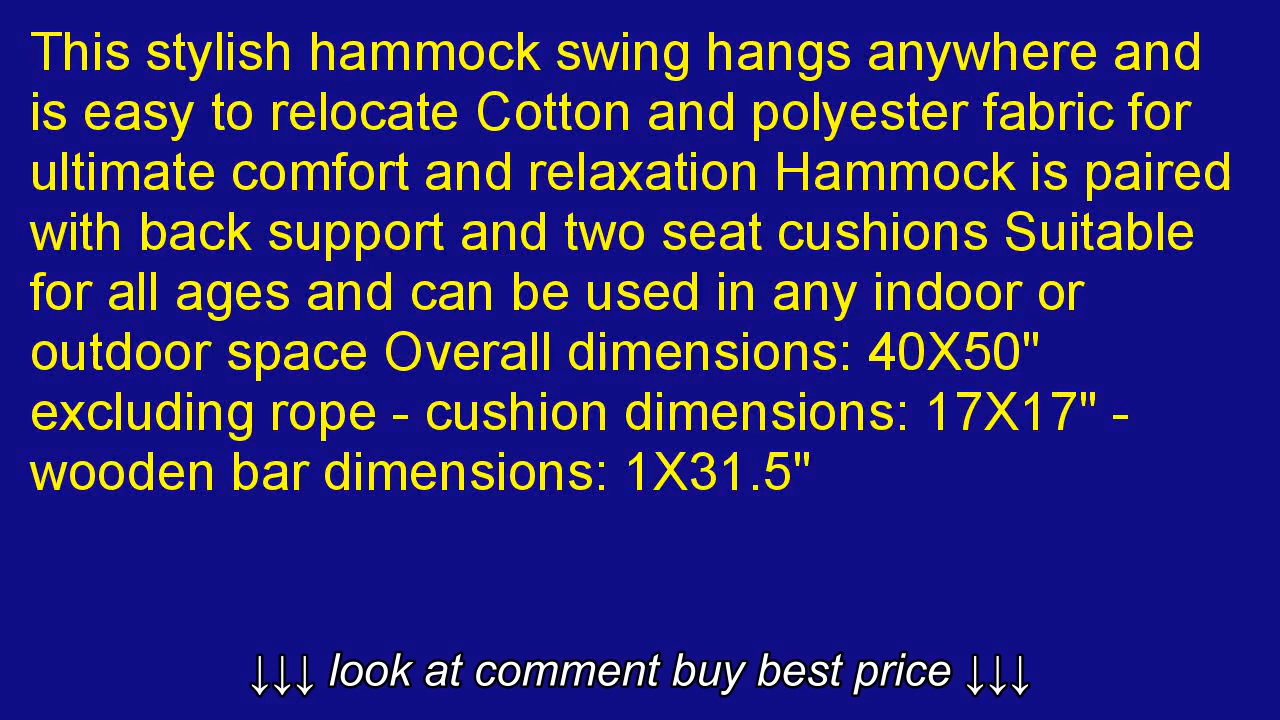 This stylish hammock swing hangs anywhere and
is easy to relocate Cotton and polyester fabric for
ultimate comfort and relaxation Hammock is paired
with back support and two seat cushions Suitable
for all ages and can be used in any indoor or
outdoor space Overall dimensions: 40X50"
excluding rope - cushion dimensions: 17X17" -
wooden bar dimensions: 1X31.5"
↓↓↓ look at comment buy best price ↓↓↓